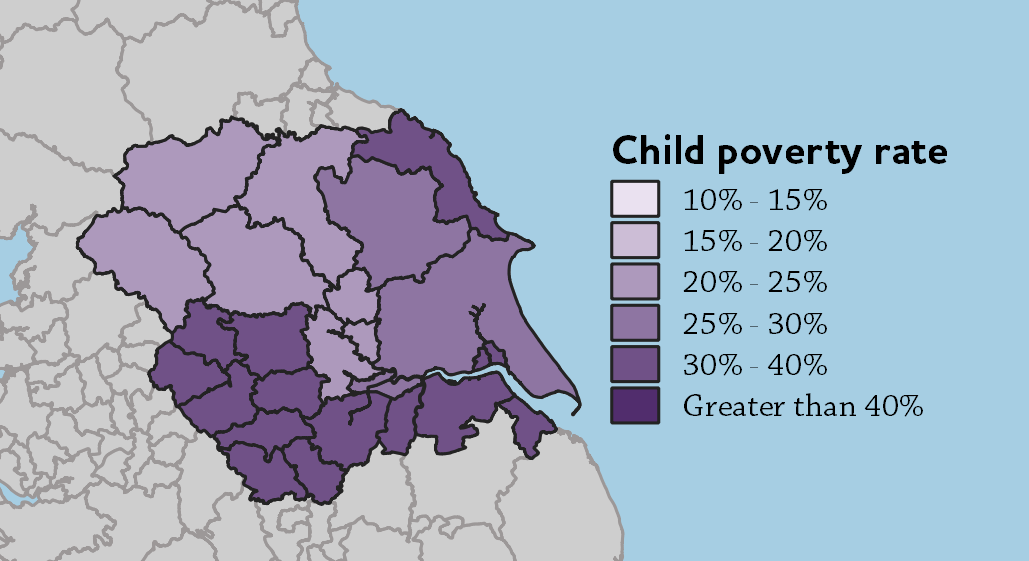 Child poverty rate
10% - 15%
15% - 20%
20% - 25%
25% - 30%
30% - 40%
Greater than 40%